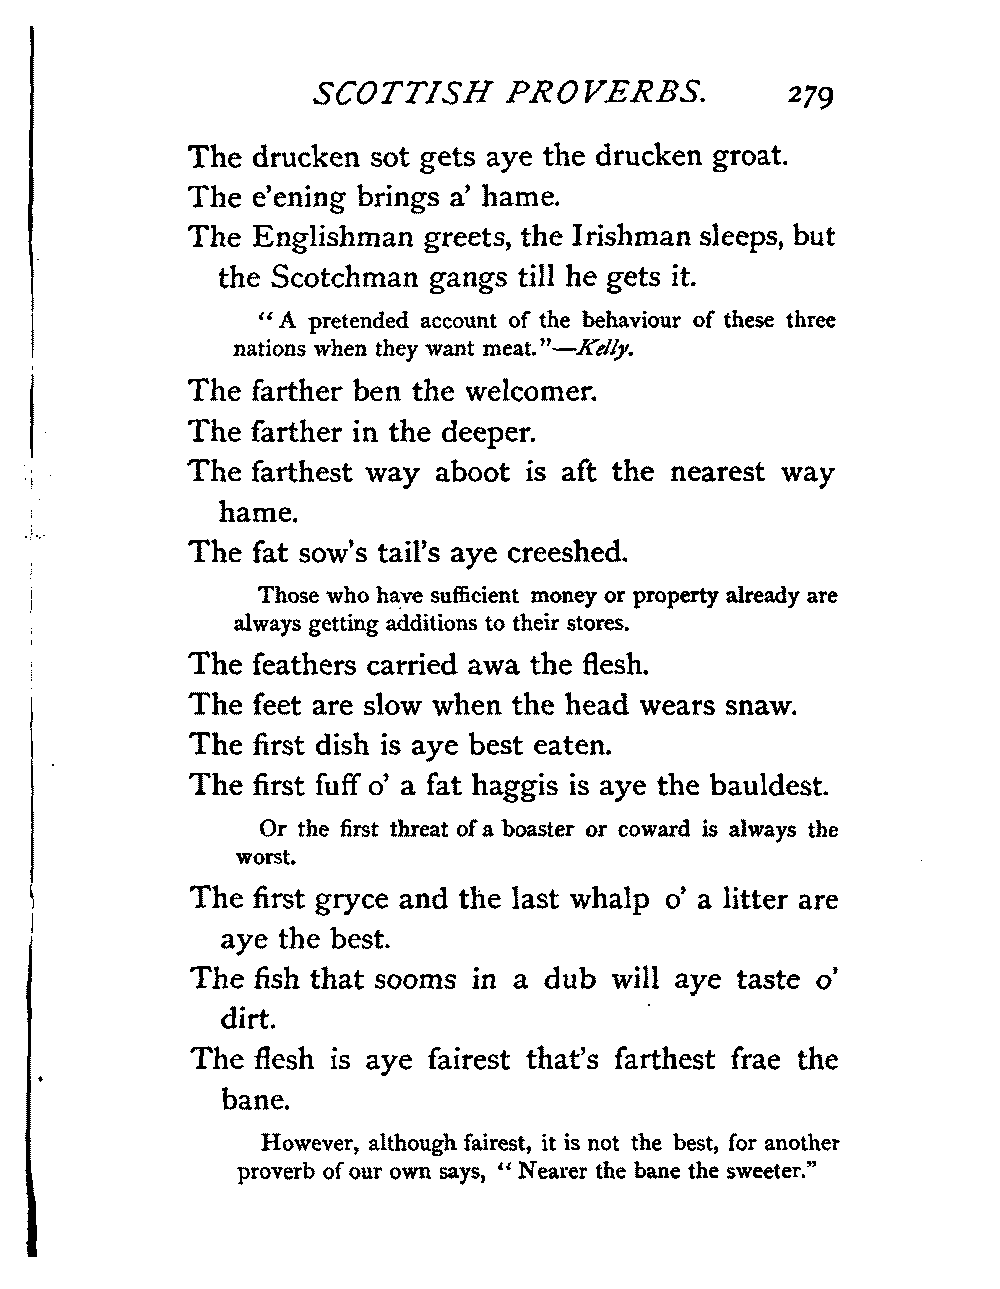 SCOTTISH PROVERBS. 279
The drucken sot gets aye the drucken groat.
The e'ening brings a' hame.
The Englishman greets, the Irishman sleeps, but
the Scotchman gangs till he gets it.
"A pretended account of the behaviour of these three
nations when they want meat."—Kelly.
The farther ben the welcomer.
The farther in the deeper.
The farthest way aboot is aft the nearest way
hame.
The fat sow's tail's aye creeshed.
Those who have sufficient money or property already are
always getting additions to their stores.
The feathers carried awa the flesh.
The feet are slow when the head wears snaw.
The first dish is aye best eaten.
The first fuff o' a fat haggis is aye the bauldest.
Or the first threat of a boaster or coward is always the
worst.
The first gryce and the last whalp o' a litter are
aye the best.
The fish that sooms in a dub will aye taste o'
dirt.
The flesh is aye fairest that's farthest frae the
bane.
However, although fairest, it is not the best, for another
proverb of our own says, "Nearer the bane the sweeter."